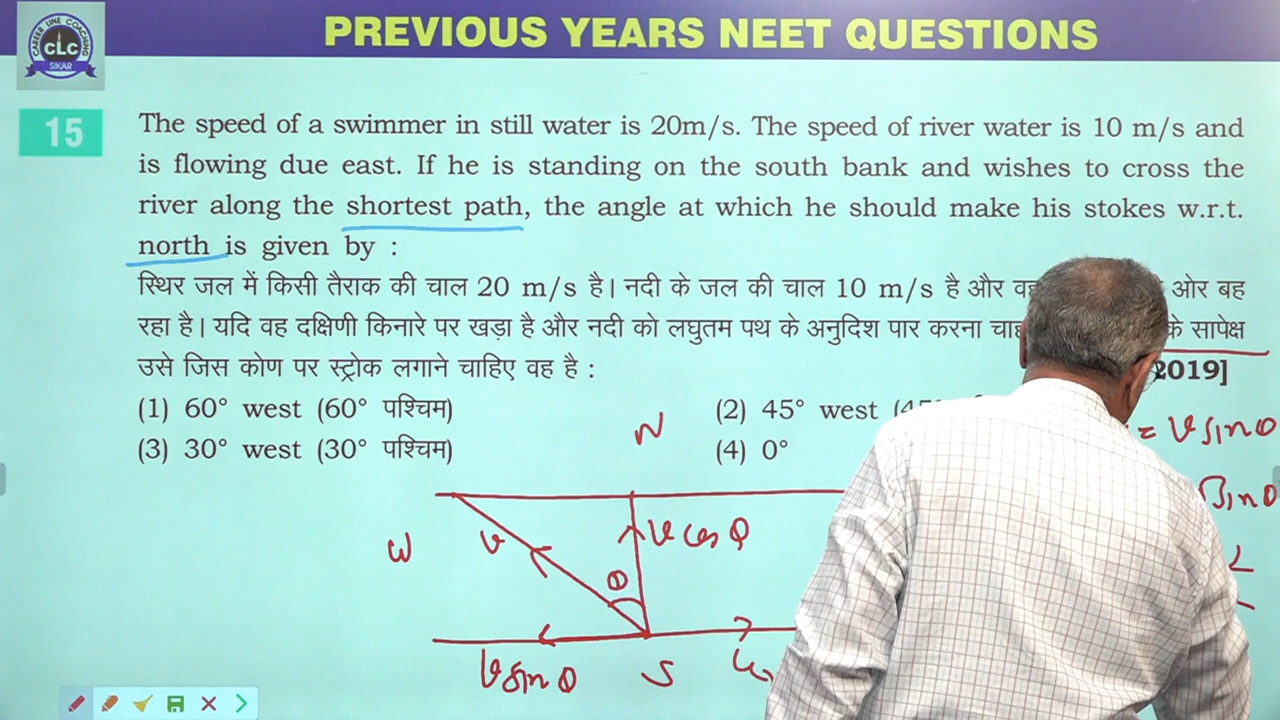 PREVIOUS YEARS NEET QUESTIONS
CAREER LINE COACHING
CLC
SIKAR
15
The speed of a swimmer in still water is 20m/s. The speed of river water is 10 m/s and
is flowing due east. If he is standing on the south bank and wishes to cross the
river along the shortest path, the angle at which he should make his stokes w.r.t.
north is given by :
स्थिर जल में किसी तैराक की चाल 20 m/s है। नदी के जल की चाल 10 m/s है और ओर बह
रहा है। यदि वह दक्षिणी किनारे पर खड़ा है और नदी को लघुतम पथ के अनुदिश पार करना के सापेक्ष
उसे जिस कोण पर स्ट्रोक लगाने चाहिए वह है :
2019]
(1) 60° west (60° पश्चिम)
(2) 45° west
(3) 30° west (30° पश्चिम)
(4) 0°
N
= v sin θ
sin θ
W
v
θ
v cos θ
v sin θ
S